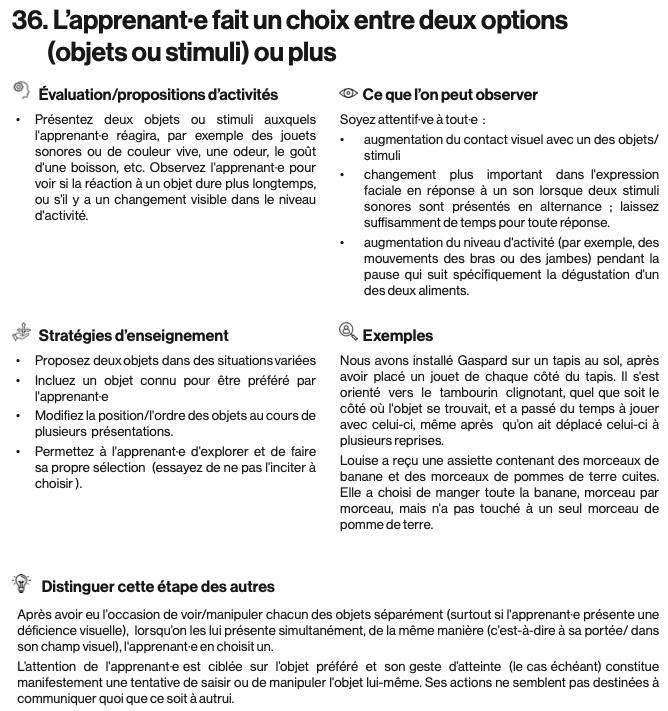 36. L'apprenant·e fait un choix entre deux options
(objets ou stimuli) ou plus
Évaluation/propositions d'activités
• Présentez deux objets ou stimuli auxquels
l'apprenant·e réagira, par exemple des jouets
sonores ou de couleur vive, une odeur, le goût
d'une boisson, etc. Observez l'apprenant·e pour
voir si la réaction à un objet dure plus longtemps,
ou s'il y a un changement visible dans le niveau
d'activité.
Ce que l'on peut observer
Soyez attentif·ve à tout·e :
• augmentation du contact visuel avec un des objets/
stimuli
• changement plus important dans l'expression
faciale en réponse à un son lorsque deux stimuli
sonores sont présentés en alternance ; laissez
suffisamment de temps pour toute réponse.
• augmentation du niveau d'activité (par exemple, des
mouvements des bras ou des jambes) pendant la
pause qui suit spécifiquement la dégustation d'un
des deux aliments.
Stratégies d'enseignement
• Proposez deux objets dans des situations variées
• Incluez un objet connu pour être préféré par
l'apprenant·e
• Modifiez la position/l'ordre des objets au cours de
plusieurs présentations.
• Permettez à l'apprenant·e d'explorer et de faire
sa propre sélection (essayez de ne pas l'inciter à
choisir ).
Exemples
Nous avons installé Gaspard sur un tapis au sol, après
avoir placé un jouet de chaque côté du tapis. Il s'est
orienté vers le tambourin clignotant, quel que soit le
côté où l'objet se trouvait, et a passé du temps à jouer
avec celui-ci, même après qu'on ait déplacé celui-ci à
plusieurs reprises.
Louise a reçu une assiette contenant des morceaux de
banane et des morceaux de pommes de terre cuites.
Elle a choisi de manger toute la banane, morceau par
morceau, mais n'a pas touché à un seul morceau de
pomme de terre.
Distinguer cette étape des autres
Après avoir eu l'occasion de voir/manipuler chacun des objets séparément (surtout si l'apprenant·e présente une
déficience visuelle), lorsqu'on les lui présente simultanément, de la même manière (c'est-à-dire à sa portée/ dans
son champ visuel), l'apprenant·e en choisit un.
L'attention de l'apprenant·e est ciblée sur l'objet préféré et son geste d'atteinte (le cas échéant) constitue
manifestement une tentative de saisir ou de manipuler l'objet lui-même. Ses actions ne semblent pas destinées à
communiquer quoi que ce soit à autrui.